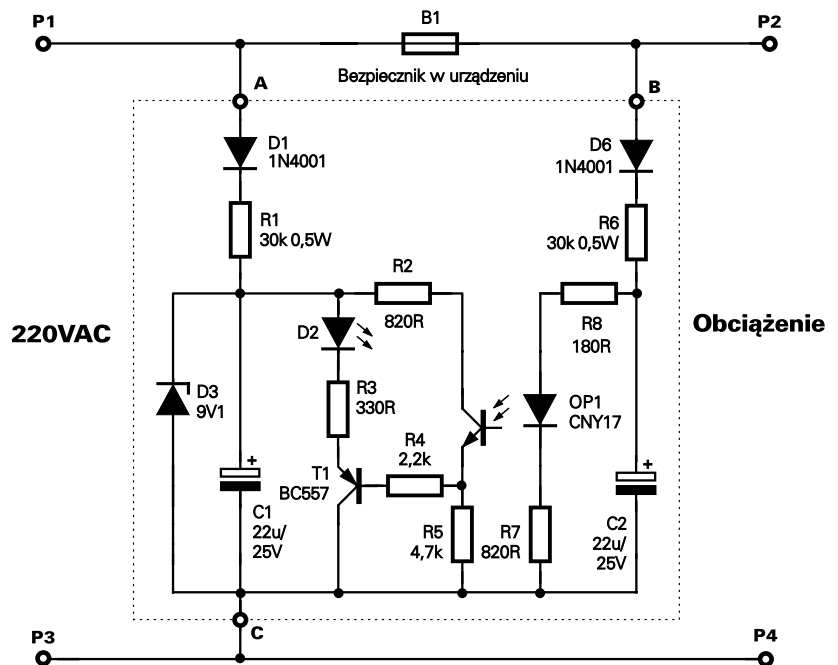 P1
B1
P2
Bezpiecznik w urządzeniu
A
B
D1
1N4001
D6
1N4001
R1
30k 0,5W
R6
30k 0,5W
R2
820R
R8
180R
220VAC
D2
Obciążenie
D3
9V1
R3
330R
OP1
CNY17
R4
2,2k
T1
BC557
C1
22u/
25V
R5
4,7k
R7
820R
C2
22u/
25V
C
P3
P4